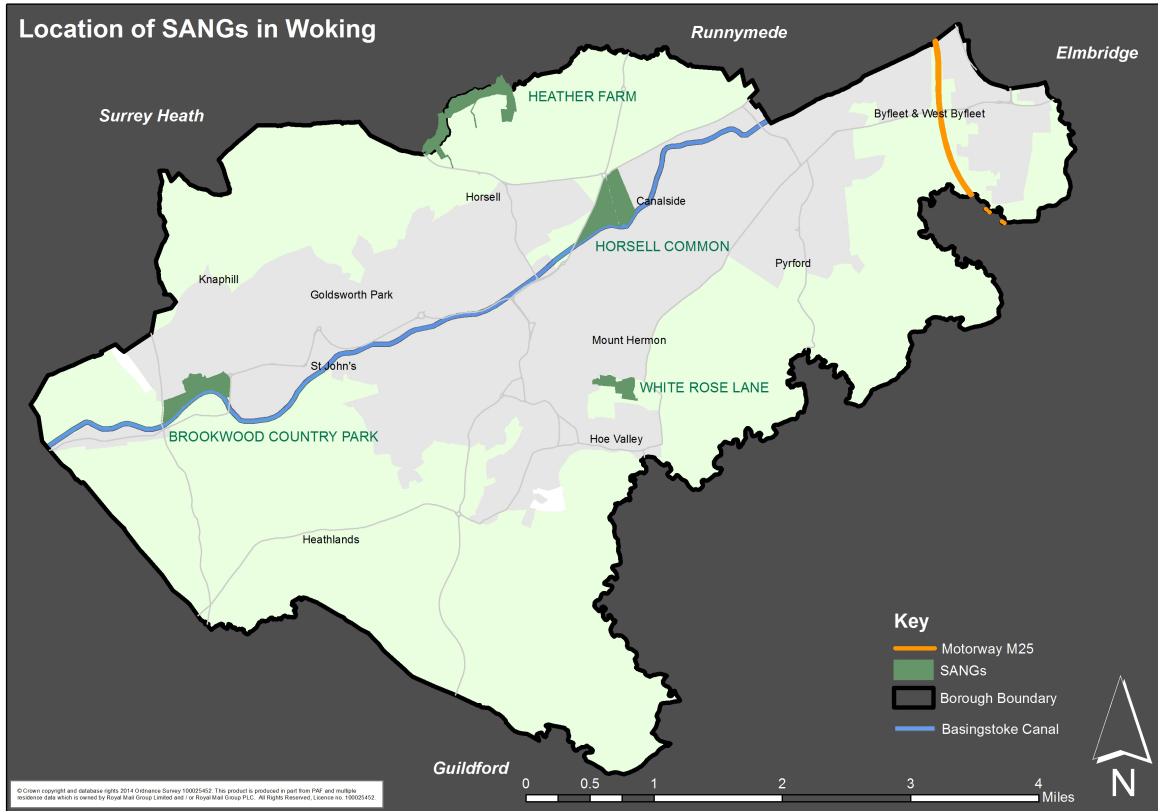 Location of SANGs in Woking
Runnymede
Elmbridge
Surrey Heath
HEATHER FARM
Byfleet & West Byfleet
Horsell
Canalside
HORSELL COMMON
Pyrford
Knaphill
Goldsworth Park
Mount Hermon
St John's
WHITE ROSE LANE
BROOKWOOD COUNTRY PARK
Hoe Valley
Heathlands
Key
Motorway M25
SANGs
Borough Boundary
Basingstoke Canal
Guildford
0 0.5 1 2 3 4
Miles
N
© Crown copyright and database rights 2014 Ordnance Survey 100025452. This product is produced in part from PAF and multiple
residence data which is owned by Royal Mail Group Limited and / or Royal Mail Group PLC. All Rights Reserved, Licence no. 100025452.